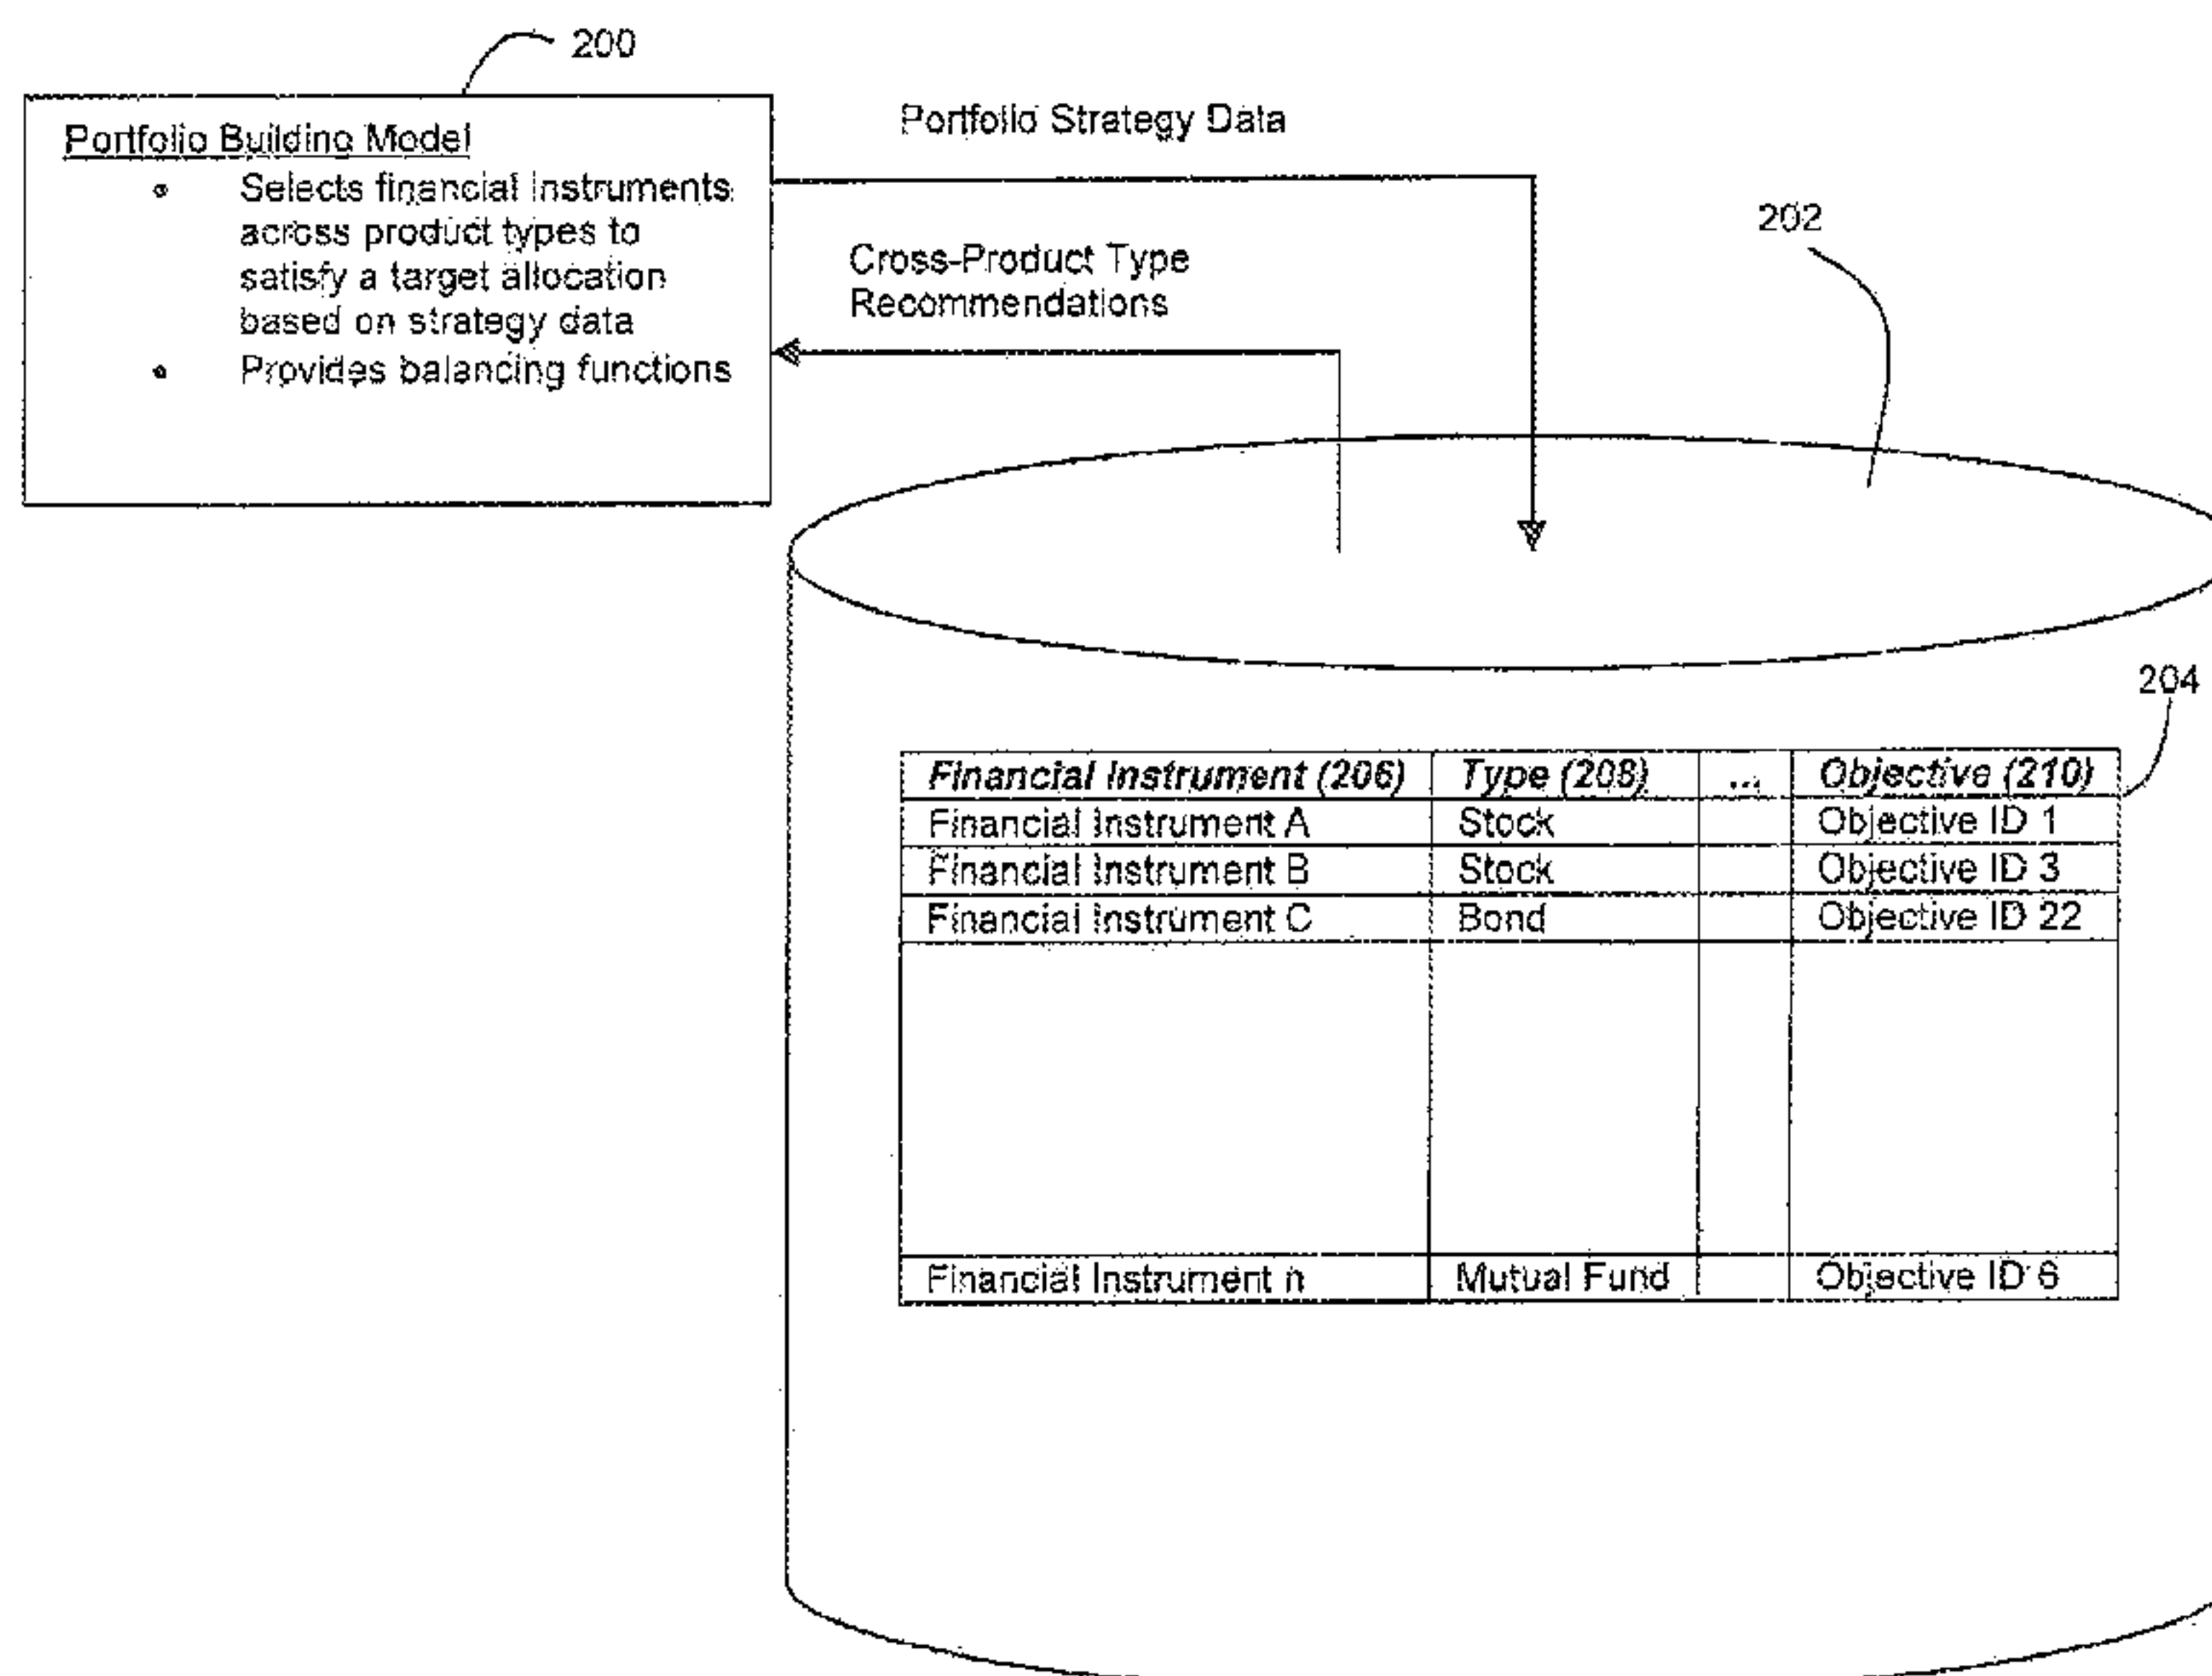 200
Portfolio Building Model
• Selects financial instruments
across product types to
satisfy a target allocation
based on strategy data
• Provides balancing functions
Portfolio Strategy Data
Cross-Product Type
Recommendations
202
204
Financial Instrument (206) Type (208) ... Objective (210)
Financial Instrument A Stock Objective ID 1
Financial Instrument B Stock Objective ID 3
Financial Instrument C Bond Objective ID 22
Financial Instrument n Mutual Fund Objective ID 6